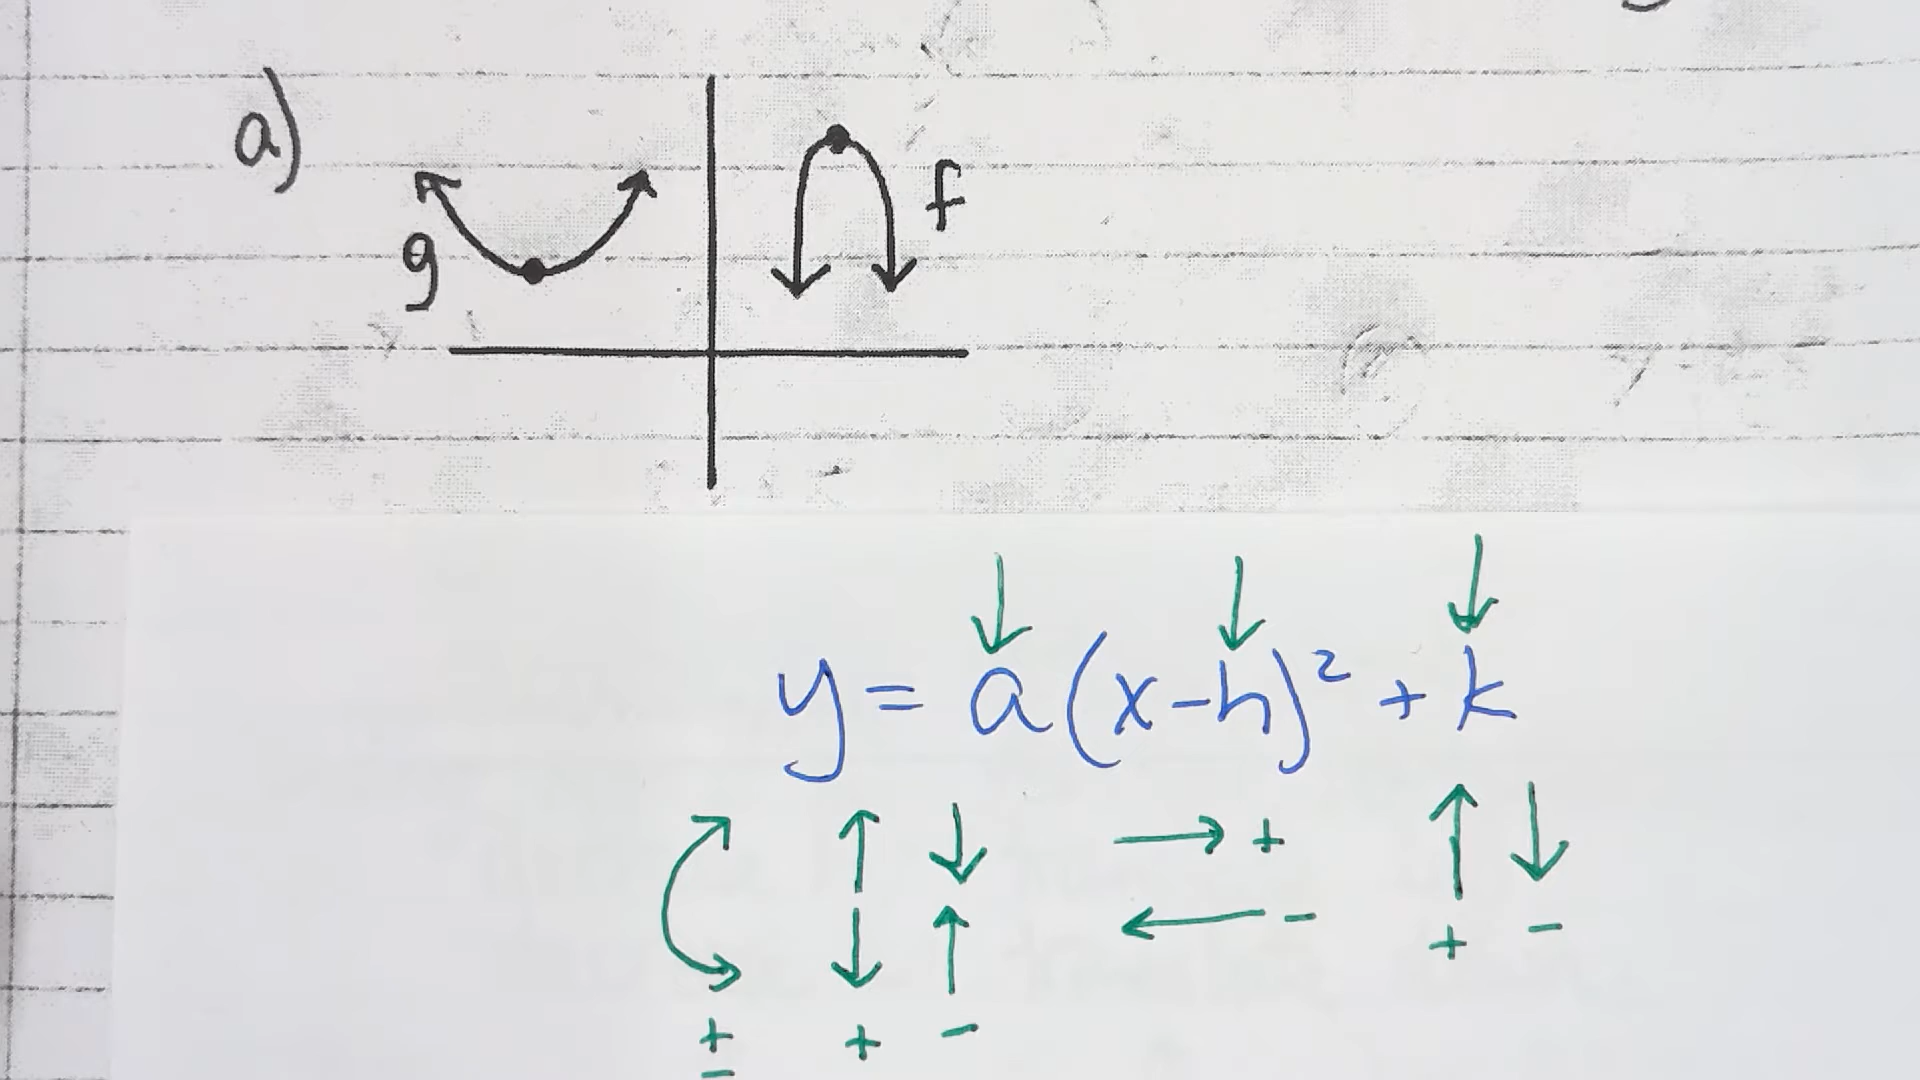 a)
g f
y = a(x-h)² + k
+ -
+ -
± + -